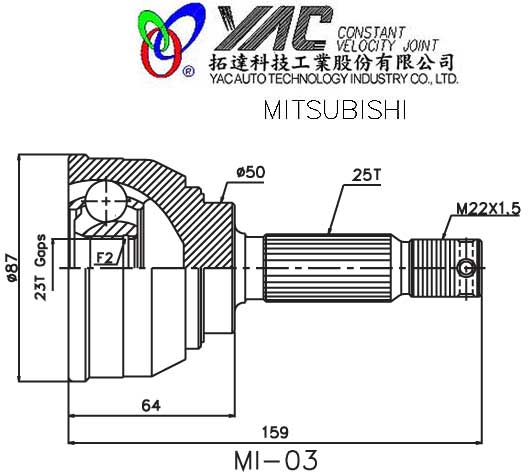 YAC CONSTANT
VELOCITY JOINT
®
拓達科技工業股份有限公司
YAC AUTO TECHNOLOGY INDUSTRY CO., LTD.
MITSUBISHI
ø50
25T
M22X1.5
ø87
23T Gaps
F2
64
159
MI-03